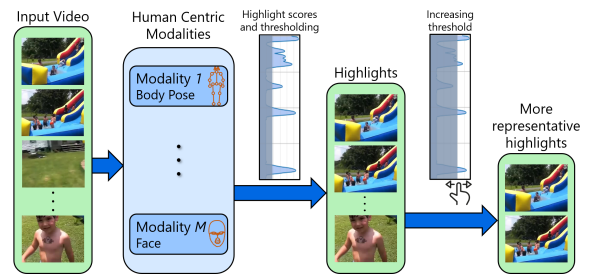 Input Video
Human Centric
Modalities
Modality 1
Body Pose
Modality M
Face
Highlight scores
and thresholding
Highlights
Increasing
threshold
More
representative
highlights